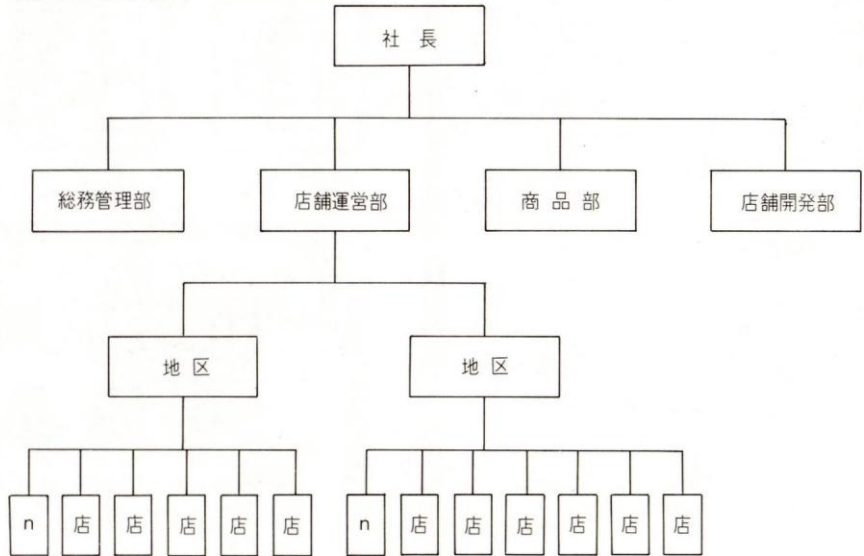 社 長
総務管理部 店舗運営部 商 品 部 店舗開発部
地 区 地 区
n 店 店 店 店 店 n 店 店 店 店 店 店